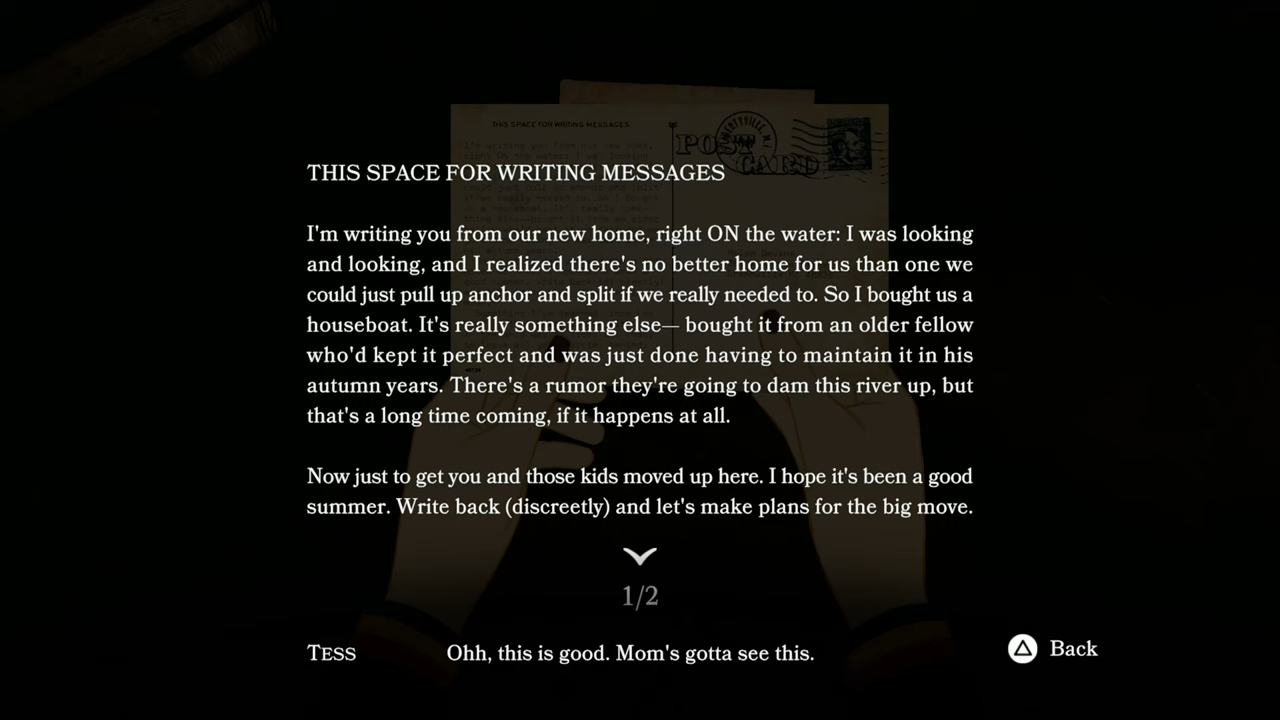 THIS SPACE FOR WRITING MESSAGES
POST
CARD
THIS SPACE FOR WRITING MESSAGES
I'm writing you from our new home, right ON the water: I was looking
and looking, and I realized there's no better home for us than one we
could just pull up anchor and split if we really needed to. So I bought us a
houseboat. It's really something else— bought it from an older fellow
who'd kept it perfect and was just done having to maintain it in his
autumn years. There's a rumor they're going to dam this river up, but
that's a long time coming, if it happens at all.
Now just to get you and those kids moved up here. I hope it's been a good
summer. Write back (discreetly) and let's make plans for the big move.
1/2
TESS Ohh, this is good. Mom's gotta see this.
Back